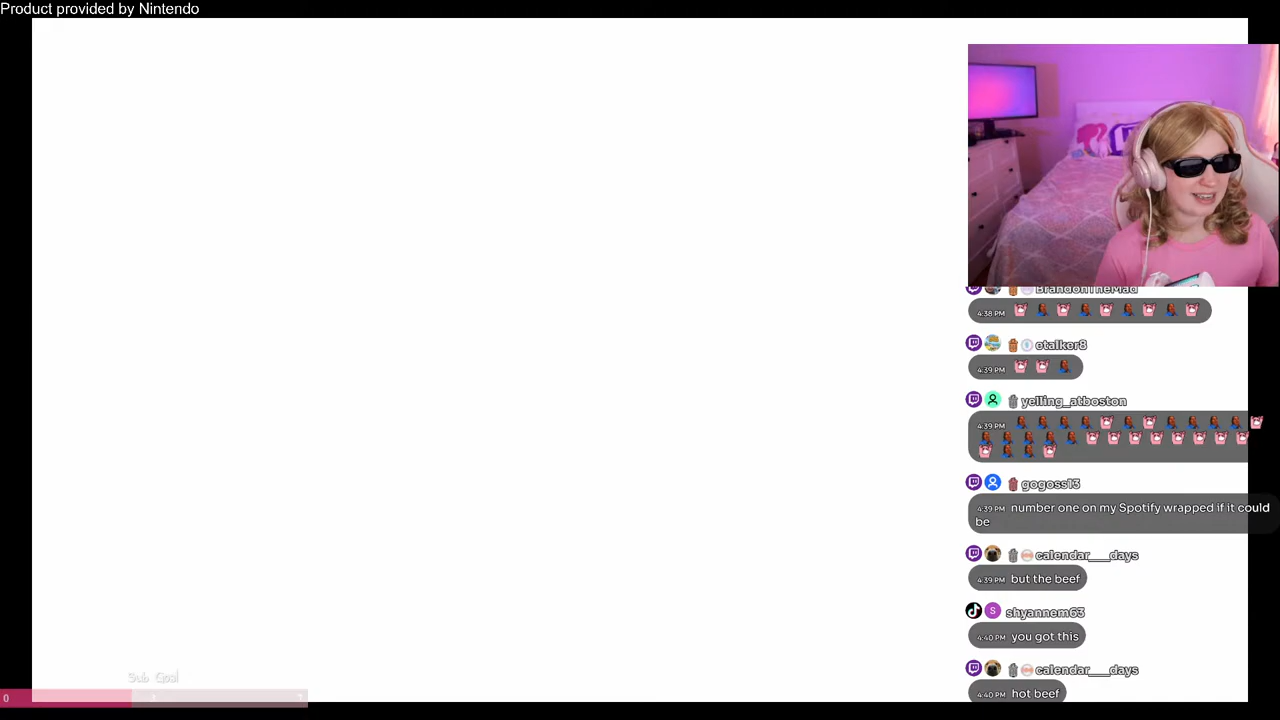 Product provided by Nintendo
BrandonTheMad
4:38 PM
etalker8
4:39 PM
yelling_atboston
4:39 PM
gogoss13
4:39 PM number one on my Spotify wrapped if it could
be
calendar___days
4:39 PM but the beef
S shyannem63
4:40 PM you got this
calendar___days
4:40 PM hot beef
Sub Goal
0